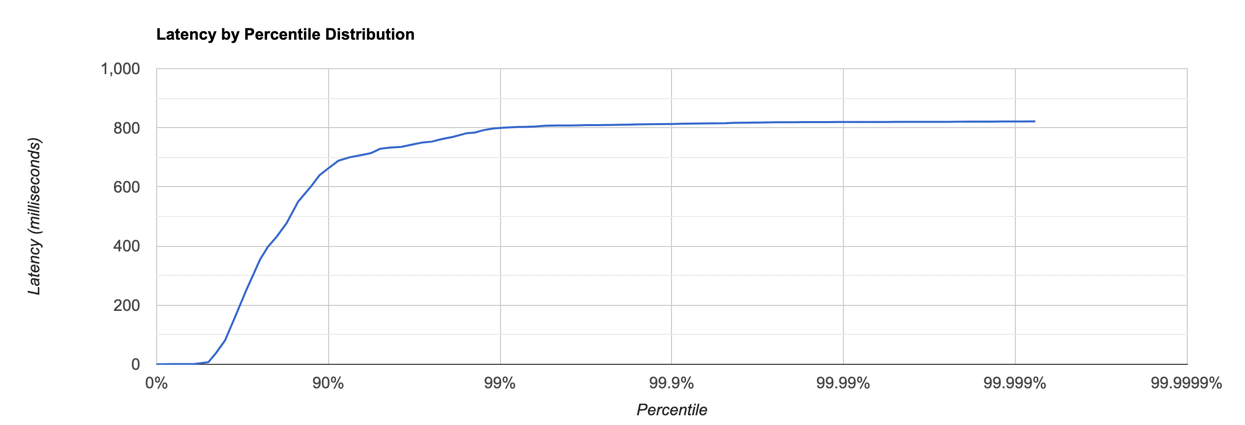 Latency by Percentile Distribution
1,000
800
600
400
200
0
Latency (milliseconds)
0% 90% 99% 99.9% 99.99% 99.999% 99.9999%
Percentile